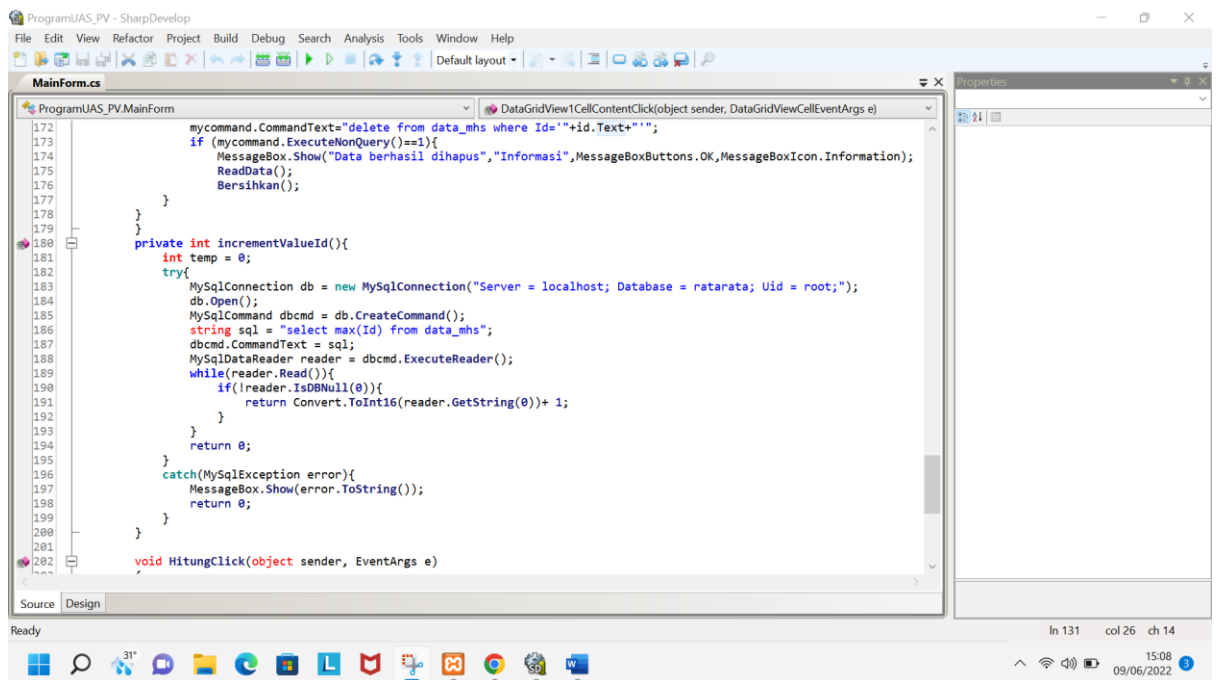 ProgramUAS_PV - SharpDevelop
File Edit View Refactor Project Build Debug Search Analysis Tools Window Help
Default layout
MainForm.cs
Properties
ProgramUAS_PV.MainForm
DataGridView1CellContentClick(object sender, DataGridViewCellEventArgs e)
172 mycommand.CommandText="delete from data_mhs where Id='"+id.Text+"'";
173 if (mycommand.ExecuteNonQuery()==1){
174 MessageBox.Show("Data berhasil dihapus","Informasi",MessageBoxButtons.OK,MessageBoxIcon.Information);
175 ReadData();
176 Bersihkan();
177 }
178 }
179 }
180 private int incrementValueId(){
181 int temp = 0;
182 try{
183 MySqlConnection db = new MySqlConnection("Server = localhost; Database = ratarata; Uid = root;");
184 db.Open();
185 MySqlCommand dbcmd = db.CreateCommand();
186 string sql = "select max(Id) from data_mhs";
187 dbcmd.CommandText = sql;
188 MySqlDataReader reader = dbcmd.ExecuteReader();
189 while(reader.Read()){
190 if(!reader.IsDBNull(0)){
191 return Convert.ToInt16(reader.GetString(0))+ 1;
192 }
193 }
194 return 0;
195 }
196 catch(MySqlException error){
197 MessageBox.Show(error.ToString());
198 return 0;
199 }
200 }
201
202 void HitungClick(object sender, EventArgs e)
Source Design
Ready
ln 131 col 26 ch 14
31°
15:08
09/06/2022
3